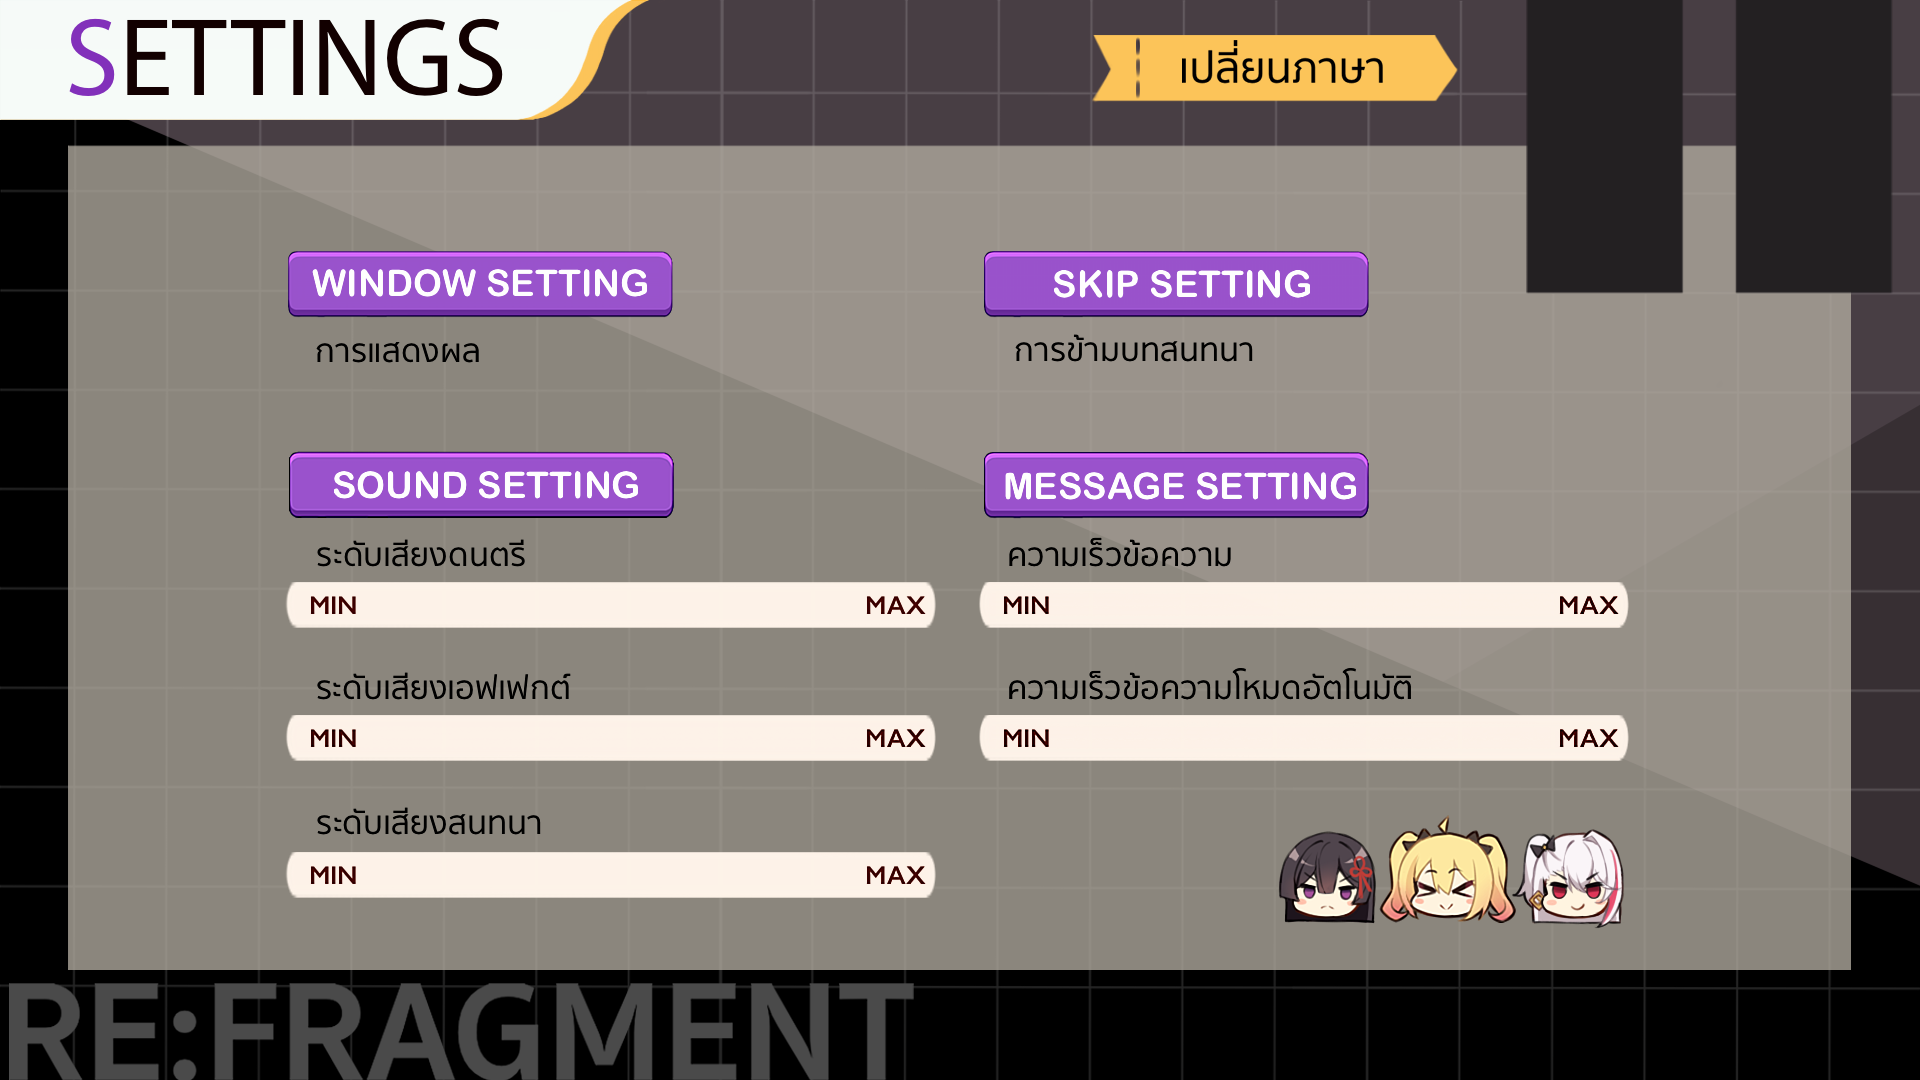 SETTINGS
เปลี่ยนภาษา
WINDOW SETTING
การแสดงผล
SKIP SETTING
การข้ามบทสนทนา
SOUND SETTING
ระดับเสียงดนตรี
MIN MAX
ระดับเสียงเอฟเฟกต์
MIN MAX
ระดับเสียงสนทนา
MIN MAX
MESSAGE SETTING
ความเร็วข้อความ
MIN MAX
ความเร็วข้อความโหมดอัตโนมัติ
MIN MAX
RE:FRAGMENT